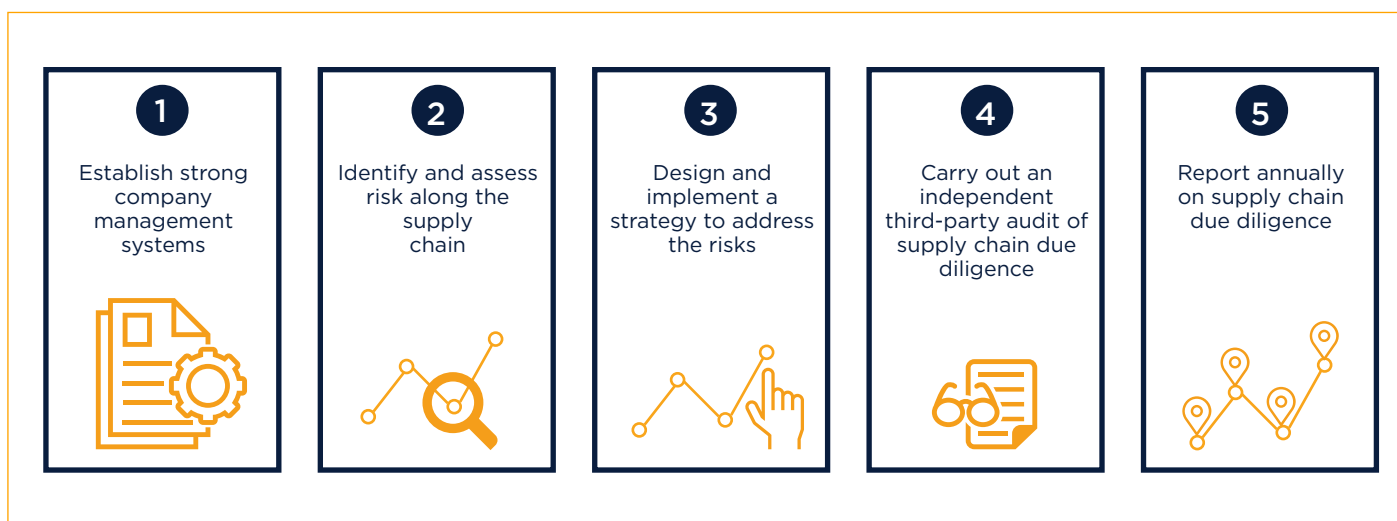 1
Establish strong
company
management
systems
2
Identify and assess
risk along the
supply
chain
3
Design and
implement a
strategy to address
the risks
4
Carry out an
independent
third-party audit of
supply chain due
diligence
5
Report annually
on supply chain
due diligence